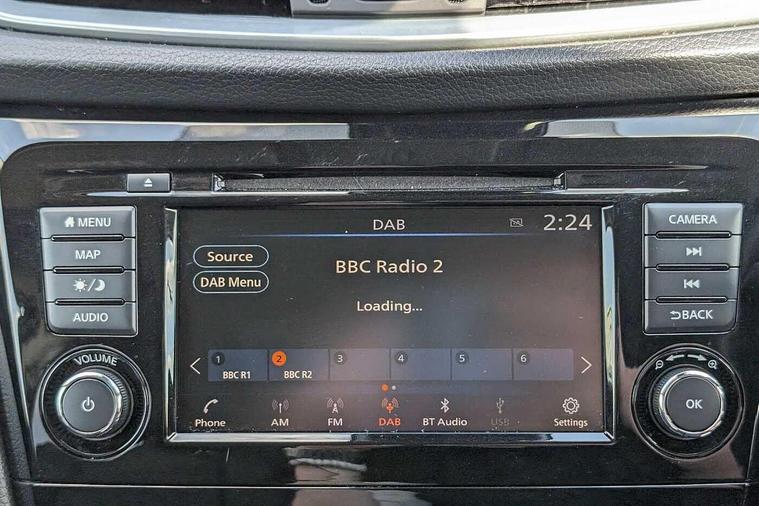 MENU
MAP
AUDIO
VOLUME
DAB
2:24
Source
BBC Radio 2
DAB Menu
Loading...
1 2 3 4 5 6
BBC R1 BBC R2
Phone AM FM DAB BT Audio USB Settings
CAMERA
BACK
OK